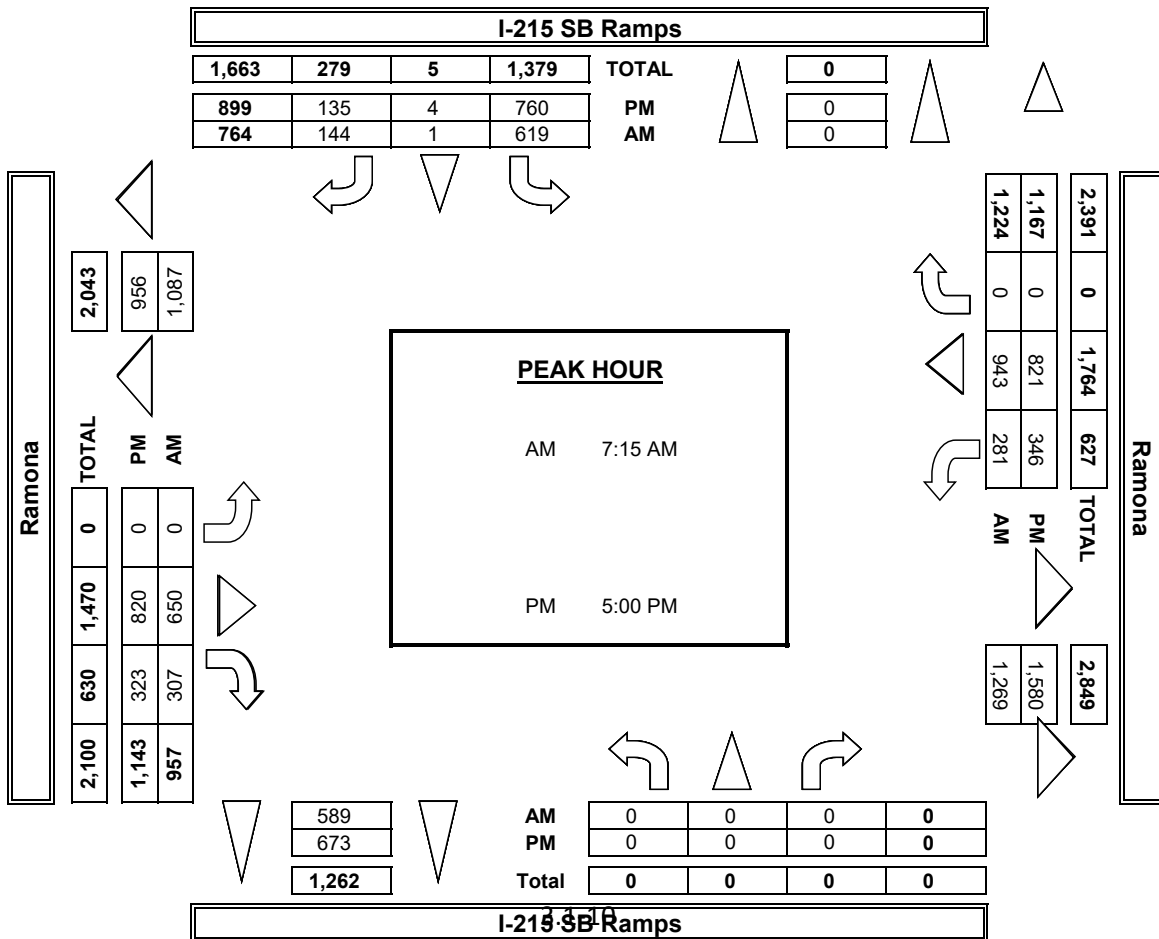 I-215 SB Ramps
1,663 279 5 1,379 TOTAL 0
899 135 4 760 PM 0
764 144 1 619 AM 0
Ramona
2,043
956
1,087
TOTAL PM AM
0 1,470 630 2,100
0 820 323 1,143
0 650 307 957
PEAK HOUR
AM 7:15 AM
PM 5:00 PM
2,391 0 1,764 627 TOTAL
1,167 0 821 346 PM
1,224 0 943 281 AM
2,849
1,580
1,269
Ramona
589 AM 0 0 0 0
673 PM 0 0 0 0
1,262 Total 0 0 0 0
I-215 SB Ramps